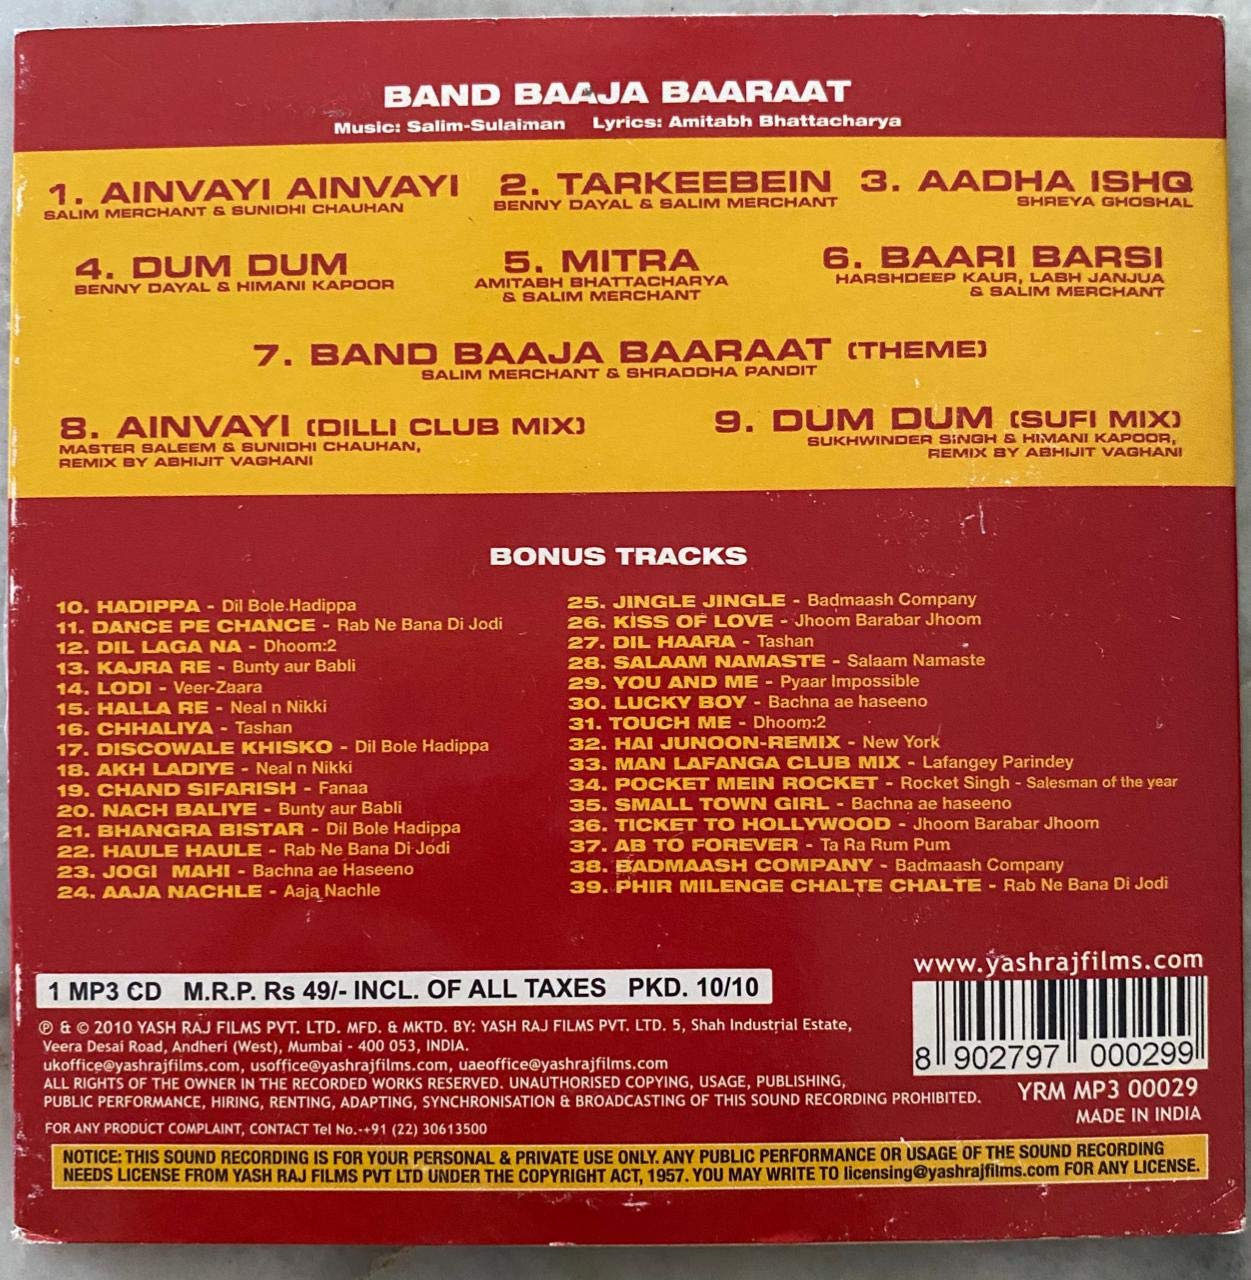 BAND BAAJA BAARAAT
Music: Salim-Sulaiman Lyrics: Amitabh Bhattacharya
1. AINVAYI AINVAYI
SALIM MERCHANT & SUNIDHI CHAUHAN
2. TARKEEBEIN
BENNY DAYAL & SALIM MERCHANT
3. AADHA ISHQ
SHREYA GHOSHAL
4. DUM DUM
BENNY DAYAL & HIMANI KAPOOR
5. MITRA
AMITABH BHATTACHARYA
& SALIM MERCHANT
6. BAARI BARSI
HARSHDEEP KAUR, LABH JANJUA
& SALIM MERCHANT
7. BAND BAAJA BAARAAT (THEME)
SALIM MERCHANT & SHRADDHA PANDIT
8. AINVAYI (DILLI CLUB MIX)
MASTER SALEEM & SUNIDHI CHAUHAN,
REMIX BY ABHIJIT VAGHANI
9. DUM DUM (SUFI MIX)
SUKHWINDER SINGH & HIMANI KAPOOR,
REMIX BY ABHIJIT VAGHANI
BONUS TRACKS
10. HADIPPA - Dil Bole Hadippa
11. DANCE PE CHANCE - Rab Ne Bana Di Jodi
12. DIL LAGA NA - Dhoom:2
13. KAJRA RE - Bunty aur Babli
14. LODI - Veer-Zaara
15. HALLA RE - Neal n Nikki
16. CHHALIYA - Tashan
17. DISCOWALE KHISKO - Dil Bole Hadippa
18. AKH LADIYE - Neal n Nikki
19. CHAND SIFARISH - Fanaa
20. NACH BALIYE - Bunty aur Babli
21. BHANGRA BISTAR - Dil Bole Hadippa
22. HAULE HAULE - Rab Ne Bana Di Jodi
23. JOGI MAHI - Bachna ae Haseeno
24. AAJA NACHLE - Aaja Nachle
25. JINGLE JINGLE - Badmaash Company
26. KISS OF LOVE - Jhoom Barabar Jhoom
27. DIL HAARA - Tashan
28. SALAAM NAMASTE - Salaam Namaste
29. YOU AND ME - Pyaar Impossible
30. LUCKY BOY - Bachna ae haseeno
31. TOUCH ME - Dhoom:2
32. HAI JUNOON-REMIX - New York
33. MAN LAFANGA CLUB MIX - Lafangey Parindey
34. POCKET MEIN ROCKET - Rocket Singh - Salesman of the year
35. SMALL TOWN GIRL - Bachna ae haseeno
36. TICKET TO HOLLYWOOD - Jhoom Barabar Jhoom
37. AB TO FOREVER - Ta Ra Rum Pum
38. BADMAASH COMPANY - Badmaash Company
39. PHIR MILENGE CHALTE CHALTE - Rab Ne Bana Di Jodi
1 MP3 CD M.R.P. Rs 49/- INCL. OF ALL TAXES PKD. 10/10
℗ & © 2010 YASH RAJ FILMS PVT. LTD. MFD. & MKTD. BY: YASH RAJ FILMS PVT. LTD. 5, Shah Industrial Estate,
Veera Desai Road, Andheri (West), Mumbai - 400 053, INDIA.
ukoffice@yashrajfilms.com, usoffice@yashrajfilms.com, uaeoffice@yashrajfilms.com
ALL RIGHTS OF THE OWNER IN THE RECORDED WORKS RESERVED. UNAUTHORISED COPYING, USAGE, PUBLISHING,
PUBLIC PERFORMANCE, HIRING, RENTING, ADAPTING, SYNCHRONISATION & BROADCASTING OF THIS SOUND RECORDING PROHIBITED.
FOR ANY PRODUCT COMPLAINT, CONTACT Tel No.-+91 (22) 30613500
www.yashrajfilms.com
8 902797 000299
YRM MP3 00029
MADE IN INDIA
NOTICE: THIS SOUND RECORDING IS FOR YOUR PERSONAL & PRIVATE USE ONLY. ANY PUBLIC PERFORMANCE OR USAGE OF THE SOUND RECORDING
NEEDS LICENSE FROM YASH RAJ FILMS PVT LTD UNDER THE COPYRIGHT ACT, 1957. YOU MAY WRITE TO licensing@yashrajfilms.com FOR ANY LICENSE.